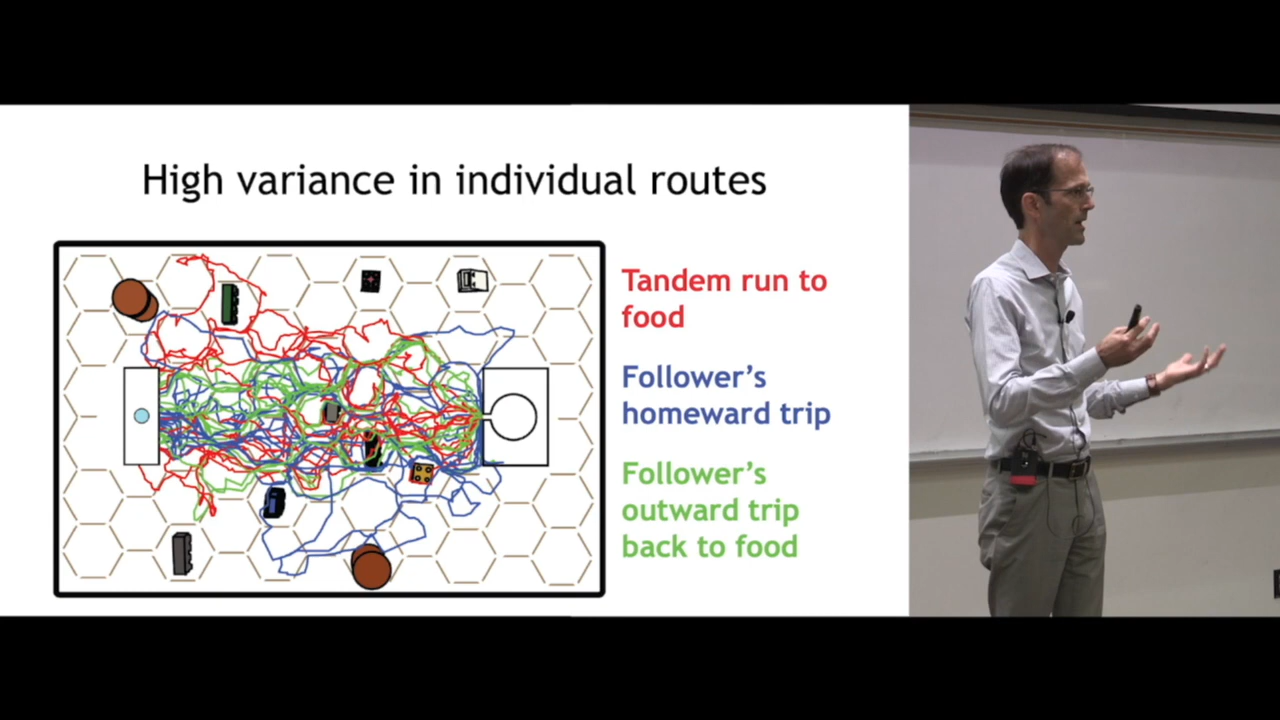 High variance in individual routes
Tandem run to
food
Follower's
homeward trip
Follower's
outward trip
back to food